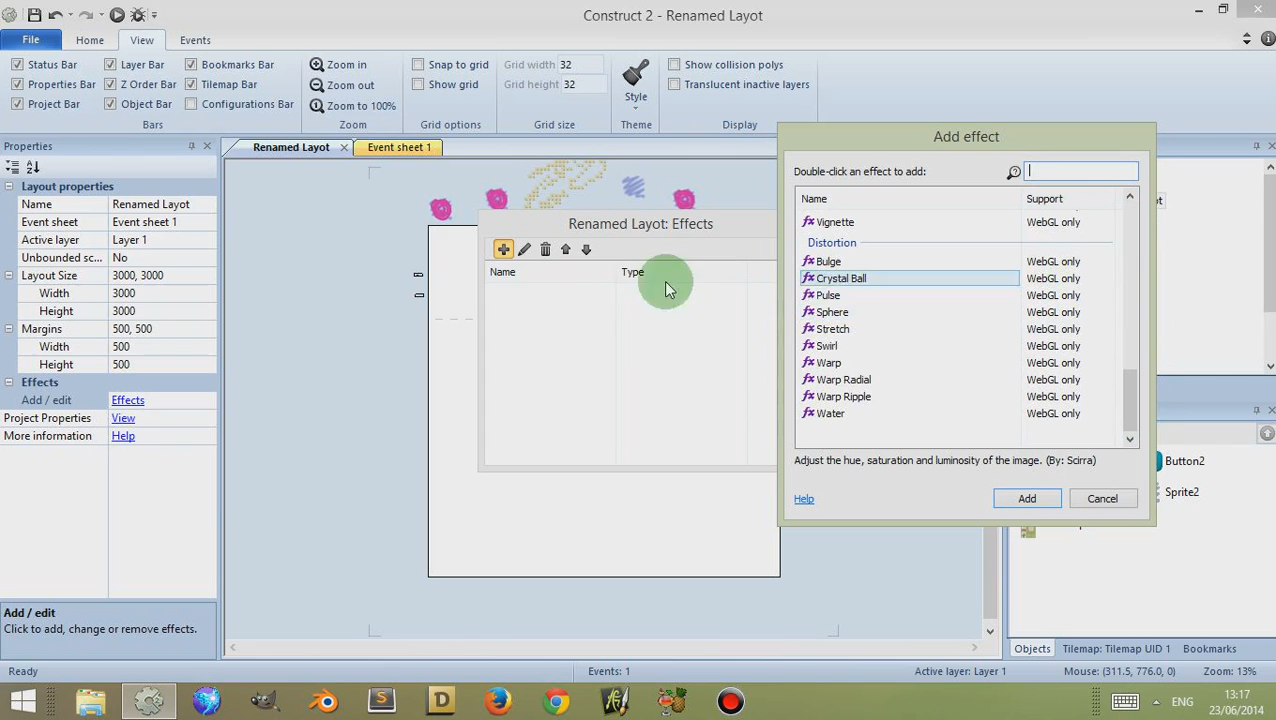 Construct 2 - Renamed Layot
File Home View Events
Status Bar Layer Bar Bookmarks Bar Zoom in Snap to grid Grid width 32 Show collision polys
Properties Bar Z Order Bar Tilemap Bar Zoom out Show grid Grid height 32 Style Translucent inactive layers
Project Bar Object Bar Configurations Bar Zoom to 100%
Bars Zoom Grid options Grid size Theme Display
Properties
Renamed Layot Event sheet 1
Layout properties
Name Renamed Layot
Event sheet Event sheet 1
Active layer Layer 1
Unbounded sc... No
Layout Size 3000, 3000
Width 3000
Height 3000
Margins 500, 500
Width 500
Height 500
Effects
Add / edit Effects
Project Properties View
More information Help
Add / edit
Click to add, change or remove effects.
Renamed Layot: Effects
Name Type
Add effect
Double-click an effect to add:
Name Support
Vignette WebGL only
Distortion
Bulge WebGL only
Crystal Ball WebGL only
Pulse WebGL only
Sphere WebGL only
Stretch WebGL only
Swirl WebGL only
Warp WebGL only
Warp Radial WebGL only
Warp Ripple WebGL only
Water WebGL only
Adjust the hue, saturation and luminosity of the image. (By: Scirra)
Help Add Cancel
Button2
Sprite2
Objects Tilemap: Tilemap UID 1 Bookmarks
Ready Events: 1 Active layer: Layer 1 Mouse: (311.5, 776.0, 0) Zoom: 13%
ENG
13:17
23/06/2014